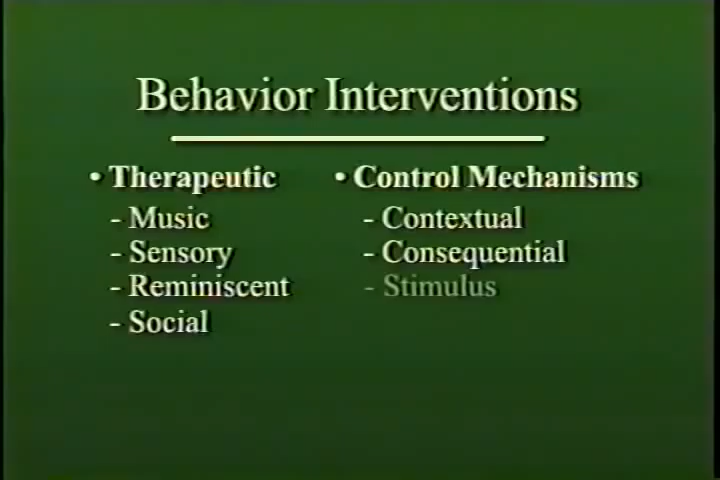 Behavior Interventions
• Therapeutic
- Music
- Sensory
- Reminiscent
- Social
• Control Mechanisms
- Contextual
- Consequential
- Stimulus